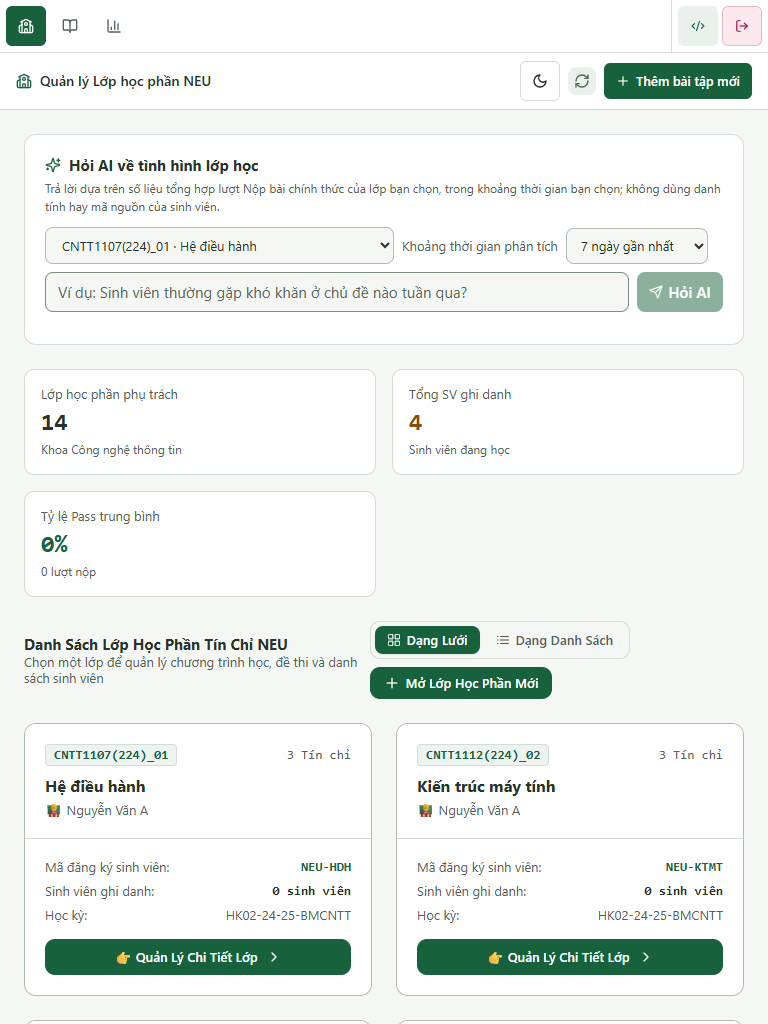 Quản lý Lớp học phần NEU
Thêm bài tập mới
Hỏi AI về tình hình lớp học
Trả lời dựa trên số liệu tổng hợp lượt Nộp bài chính thức của lớp bạn chọn, trong khoảng thời gian bạn chọn; không dùng danh
tính hay mã nguồn của sinh viên.
CNTT1107(224)_01 · Hệ điều hành
Khoảng thời gian phân tích
7 ngày gần nhất
Ví dụ: Sinh viên thường gặp khó khăn ở chủ đề nào tuần qua?
Hỏi AI
Lớp học phần phụ trách
14
Khoa Công nghệ thông tin
Tổng SV ghi danh
4
Sinh viên đang học
Tỷ lệ Pass trung bình
0%
0 lượt nộp
Danh Sách Lớp Học Phần Tín Chỉ NEU
Chọn một lớp để quản lý chương trình học, đề thi và danh
sách sinh viên
Dạng Lưới
Dạng Danh Sách
Mở Lớp Học Phần Mới
CNTT1107(224)_01
3 Tín chỉ
Hệ điều hành
Nguyễn Văn A
Mã đăng ký sinh viên:
NEU-HDH
Sinh viên ghi danh:
0 sinh viên
Học kỳ:
HK02-24-25-BMCNTT
👉 Quản Lý Chi Tiết Lớp
CNTT1112(224)_02
3 Tín chỉ
Kiến trúc máy tính
Nguyễn Văn A
Mã đăng ký sinh viên:
NEU-KTMT
Sinh viên ghi danh:
0 sinh viên
Học kỳ:
HK02-24-25-BMCNTT
👉 Quản Lý Chi Tiết Lớp